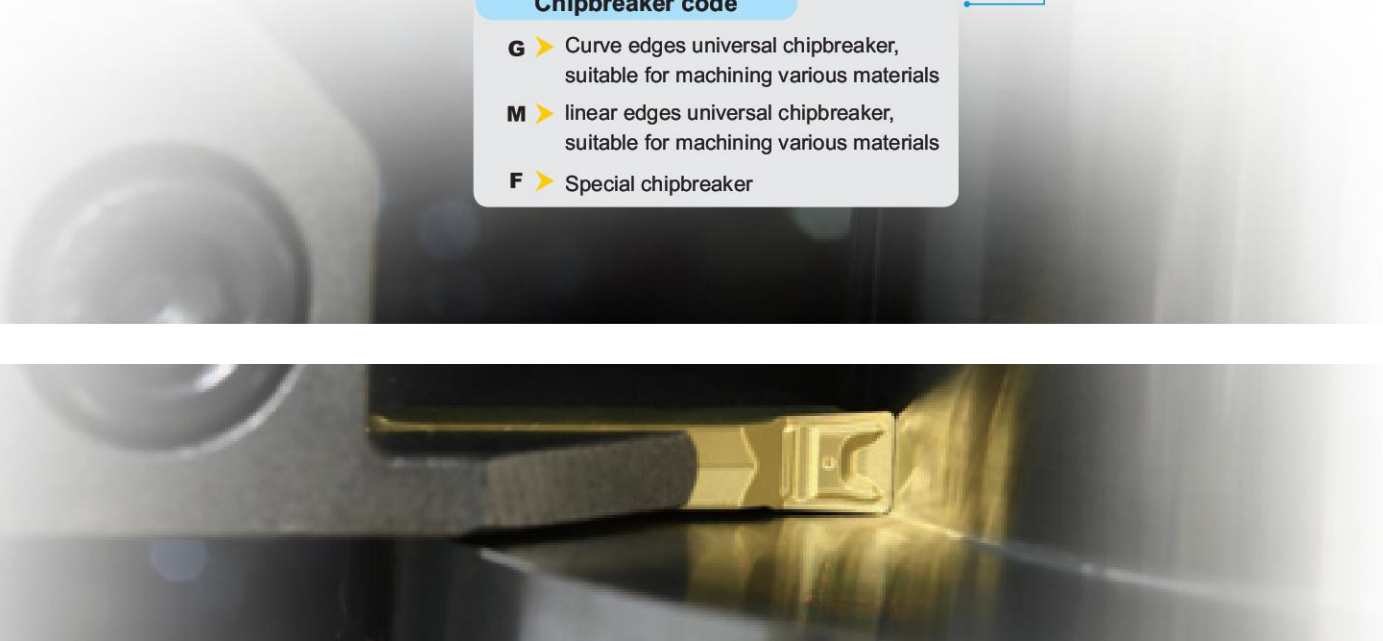 Chipbreaker code
G Curve edges universal chipbreaker,
suitable for machining various materials
M linear edges universal chipbreaker,
suitable for machining various materials
F Special chipbreaker